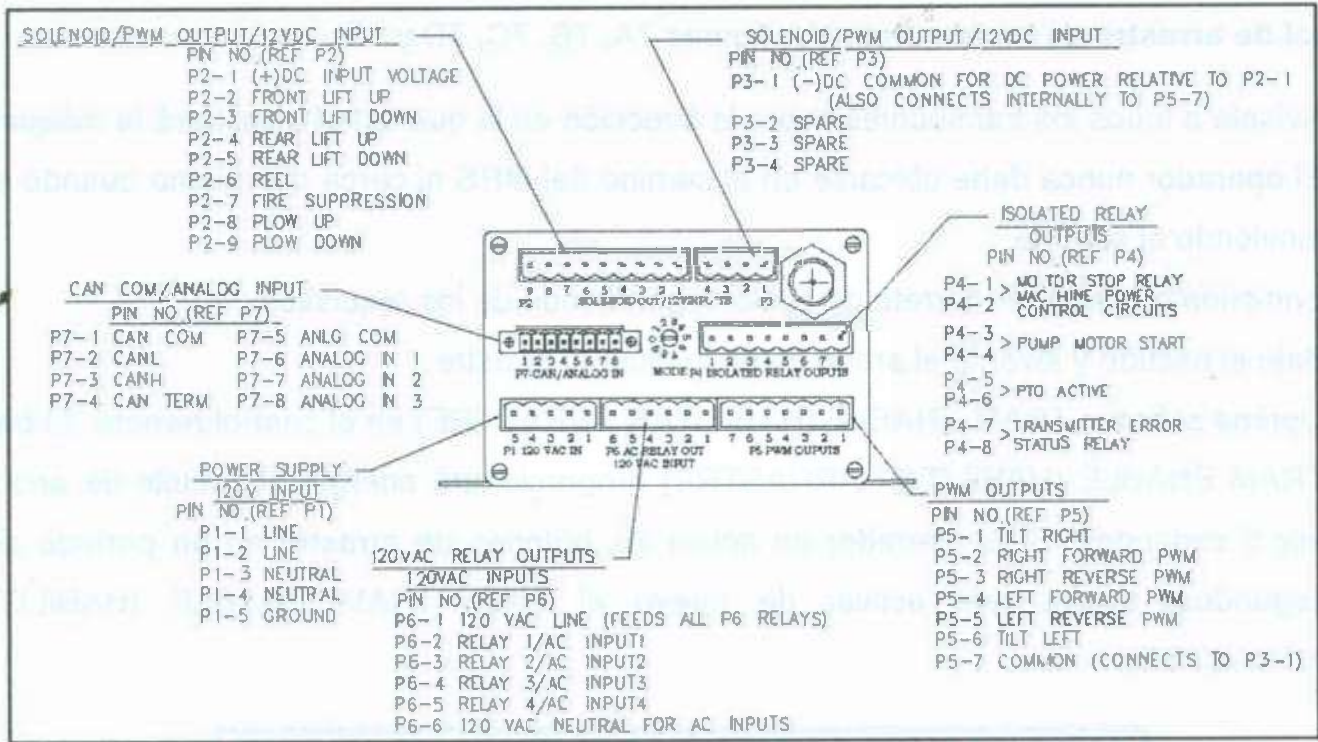 SOLENOID/PWM OUTPUT/12VDC INPUT
PIN NO.(REF P2)
P2-1 (+)DC INPUT VOLTAGE
P2-2 FRONT LIFT UP
P2-3 FRONT LIFT DOWN
P2-4 REAR LIFT UP
P2-5 REAR LIFT DOWN
P2-6 REEL
P2-7 FIRE SUPPRESSION
P2-8 PLOW UP
P2-9 PLOW DOWN
SOLENOID/PWM OUTPUT/12VDC INPUT
PIN NO.(REF P3)
P3-1 (-)DC COMMON FOR DC POWER RELATIVE TO P2-1
(ALSO CONNECTS INTERNALLY TO P5-7)
P3-2 SPARE
P3-3 SPARE
P3-4 SPARE
ISOLATED RELAY
OUTPUTS
PIN NO.(REF P4)
P4-1 > MOTOR STOP RELAY
P4-2 MACHINE POWER
CONTROL CIRCUITS
P4-3 > PUMP MOTOR START
P4-4
P4-5 > PTO ACTIVE
P4-6
P4-7 > TRANSMITTER ERROR
P4-8 STATUS RELAY
CAN COM/ANALOG INPUT
PIN NO.(REF P7)
P7-1 CAN COM P7-5 ANLG COM
P7-2 CANL P7-6 ANALOG IN 1
P7-3 CANH P7-7 ANALOG IN 2
P7-4 CAN TERM P7-8 ANALOG IN 3
9 8 7 6 5 4 3 2 1 4 3 2 1
P2 SOLENOID OUT/12V INPUTS P3
1 2 3 4 5 6 7 8
P7-CAN/ANALOG IN
MODE
1 2 3 4 5 6 7 8
P4 ISOLATED RELAY OUPUTS
5 4 3 2 1 6 5 4 3 2 1 7 6 5 4 3 2 1
P1 120 VAC IN P6 AC RELAY OUT P5 PWM OUPUTS
120 VAC INPUT
POWER SUPPLY
120V INPUT
PIN NO.(REF P1)
P1-1 LINE
P1-2 LINE
P1-3 NEUTRAL
P1-4 NEUTRAL
P1-5 GROUND
120VAC RELAY OUTPUTS
120VAC INPUTS
PIN NO.(REF P6)
P6-1 120 VAC LINE (FEEDS ALL P6 RELAYS)
P6-2 RELAY 1/AC INPUT1
P6-3 RELAY 2/AC INPUT2
P6-4 RELAY 3/AC INPUT3
P6-5 RELAY 4/AC INPUT4
P6-6 120 VAC NEUTRAL FOR AC INPUTS
PWM OUTPUTS
PIN NO.(REF P5)
P5-1 TILT RIGHT
P5-2 RIGHT FORWARD PWM
P5-3 RIGHT REVERSE PWM
P5-4 LEFT FORWARD PWM
P5-5 LEFT REVERSE PWM
P5-6 TILT LEFT
P5-7 COMMON (CONNECTS TO P3-1)